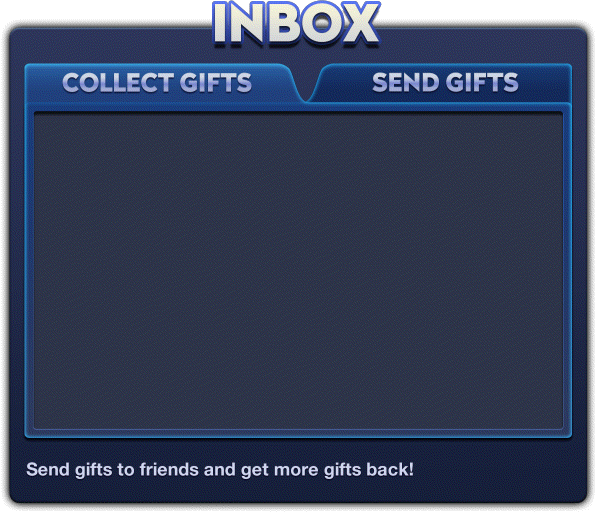 INBOX
COLLECT GIFTS
SEND GIFTS
Send gifts to friends and get more gifts back!